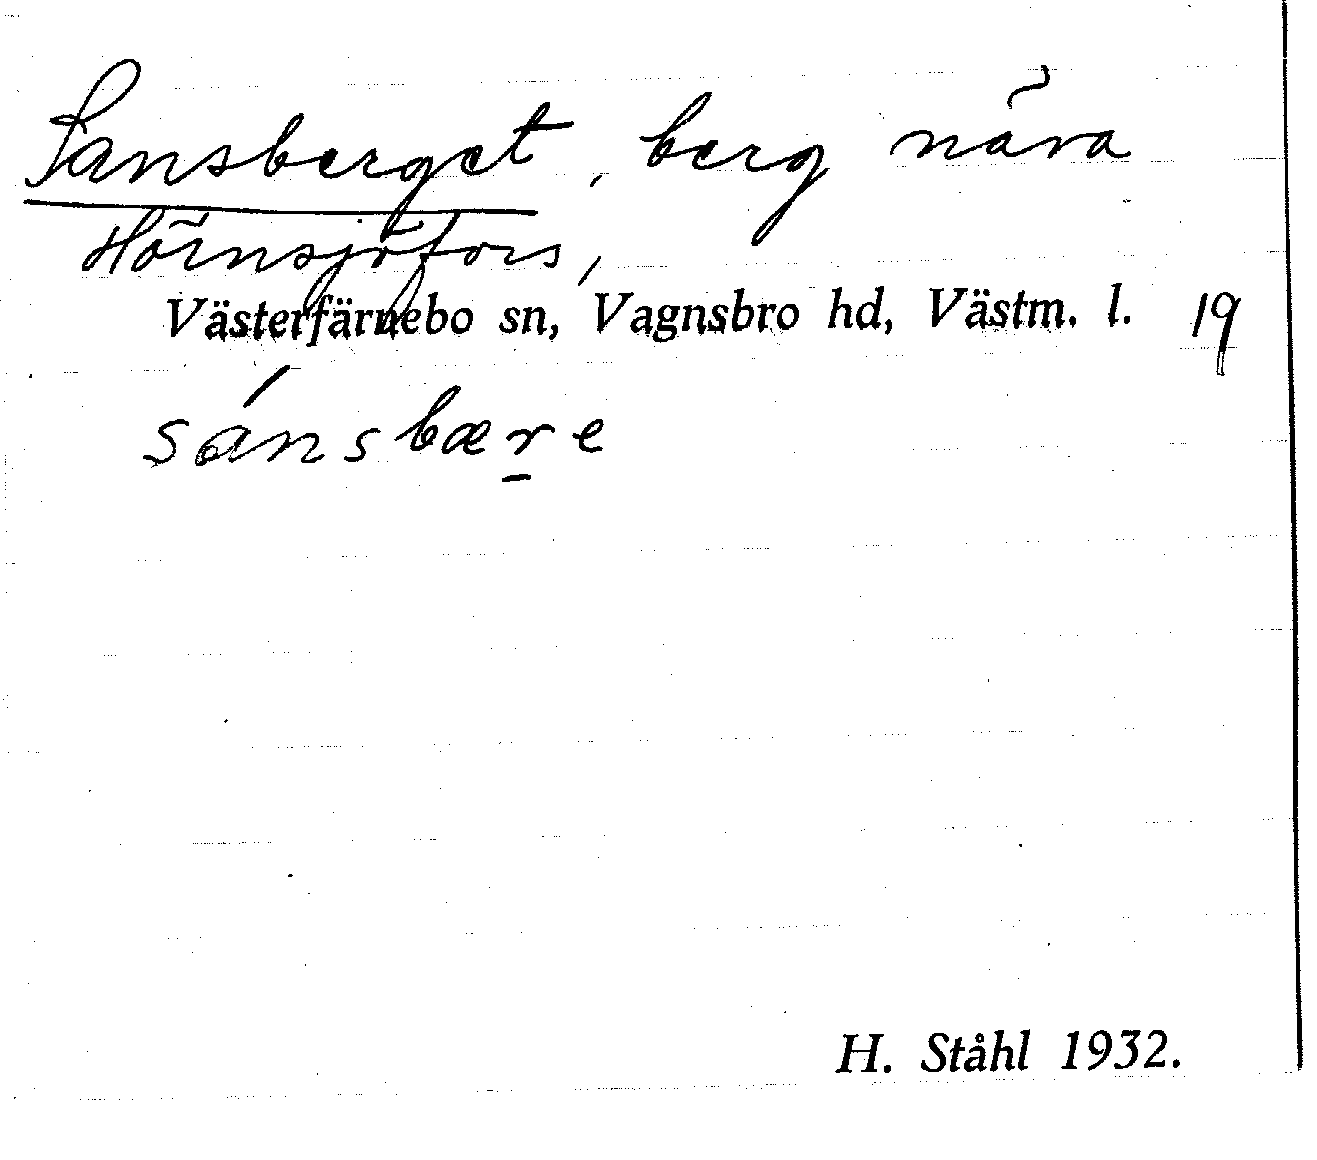 Sansberget, berg nära
Hörnsjöfors,
Västerfärnebo sn, Vagnsbro hd, Västm. l. 19
sánsbære
H. Ståhl 1932.